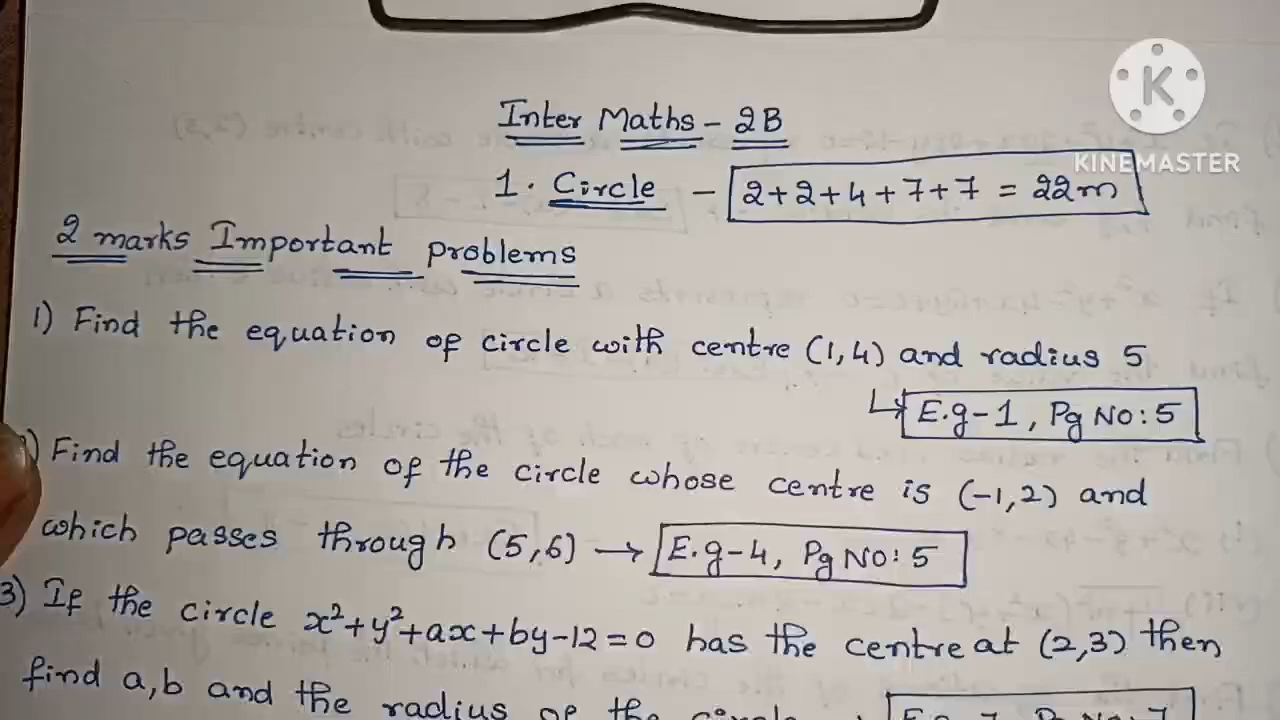 K
KINEMASTER
Inter Maths - 2B
1. Circle - 2+2+4+7+7 = 22m
2 marks Important problems
1) Find the equation of circle with centre (1,4) and radius 5
↳ E.g-1, Pg No: 5
) Find the equation of the circle whose centre is (-1,2) and
which passes through (5,6) → E.g-4, Pg No: 5
3) If the circle x²+y²+ax+by-12=0 has the centre at (2,3) then
find a,b and the radius of the circle